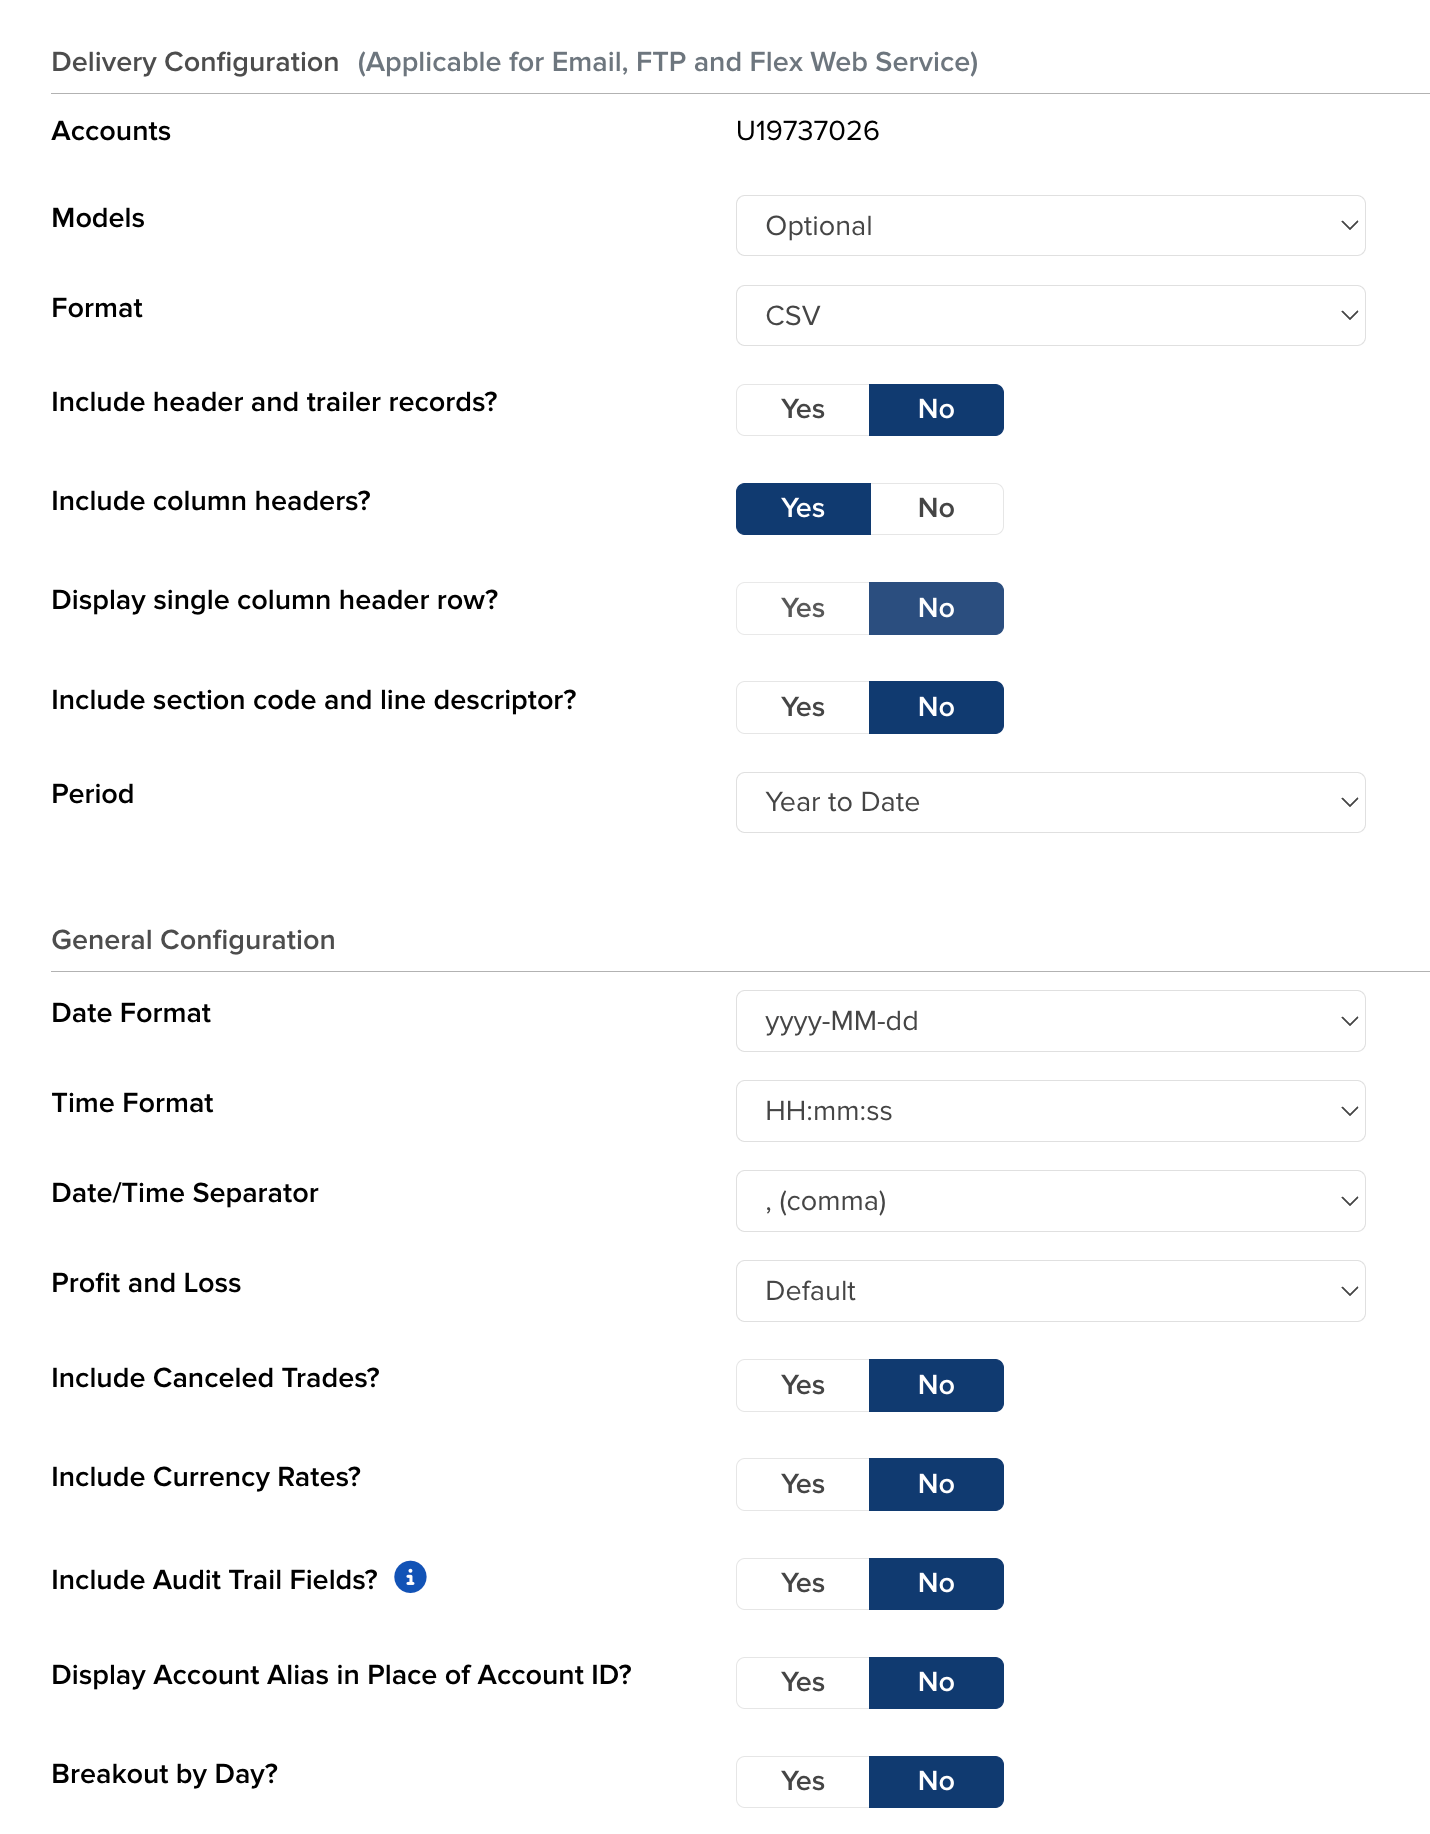 Delivery Configuration (Applicable for Email, FTP and Flex Web Service)
Accounts U19737026
Models Optional
Format CSV
Include header and trailer records? Yes No
Include column headers? Yes No
Display single column header row? Yes No
Include section code and line descriptor? Yes No
Period Year to Date
General Configuration
Date Format yyyy-MM-dd
Time Format HH:mm:ss
Date/Time Separator , (comma)
Profit and Loss Default
Include Canceled Trades? Yes No
Include Currency Rates? Yes No
Include Audit Trail Fields? i Yes No
Display Account Alias in Place of Account ID? Yes No
Breakout by Day? Yes No